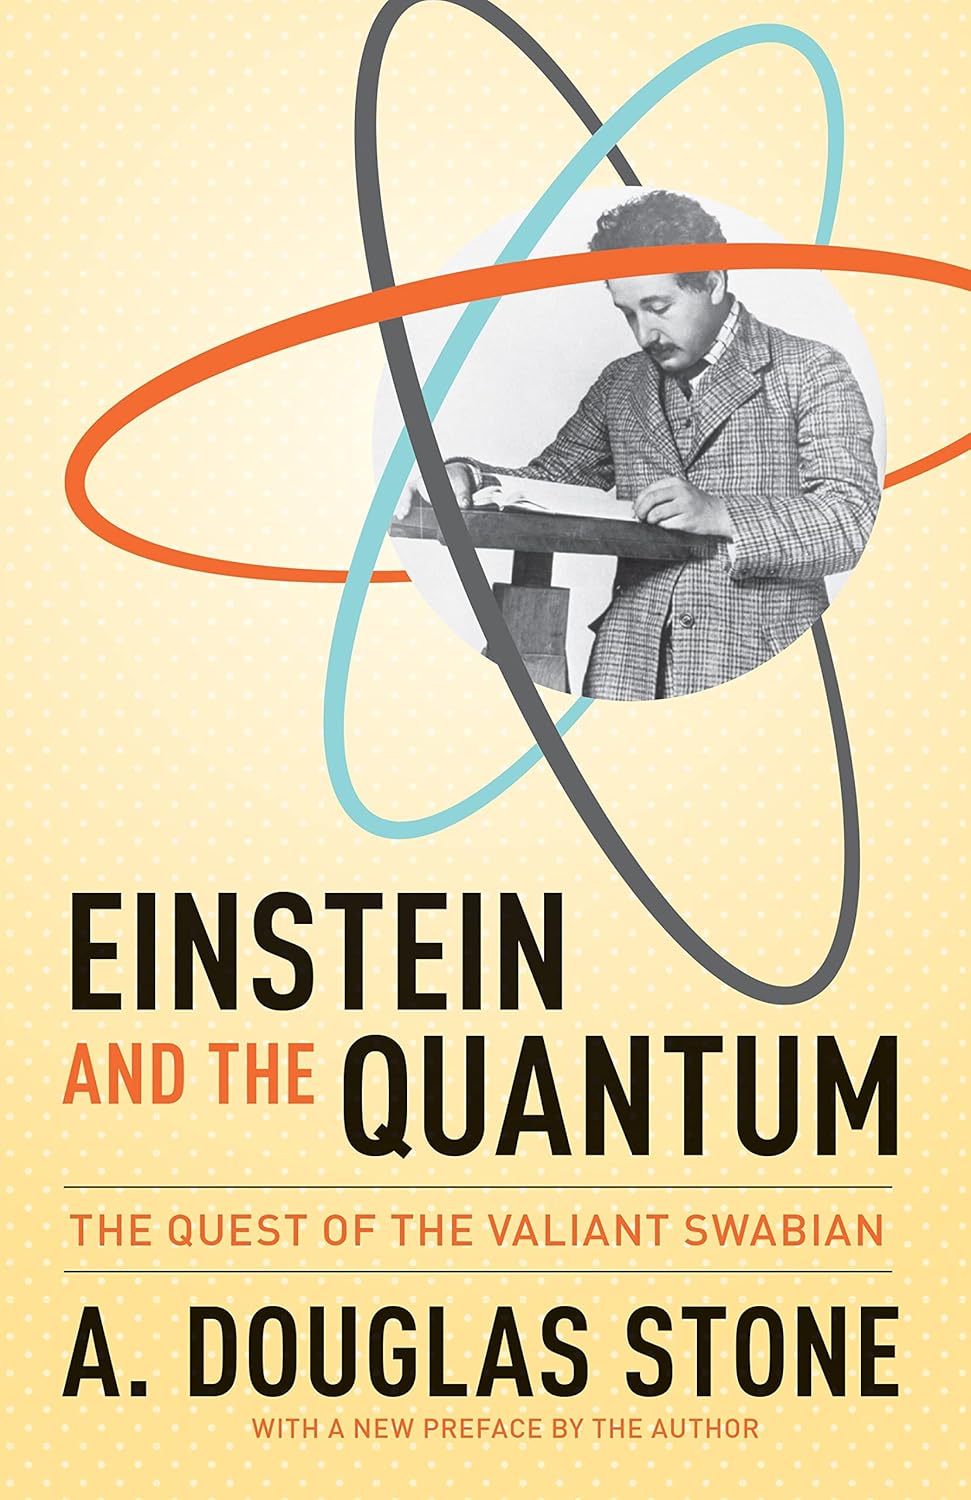 EINSTEIN
AND THE QUANTUM
THE QUEST OF THE VALIANT SWABIAN
A. DOUGLAS STONE
WITH A NEW PREFACE BY THE AUTHOR